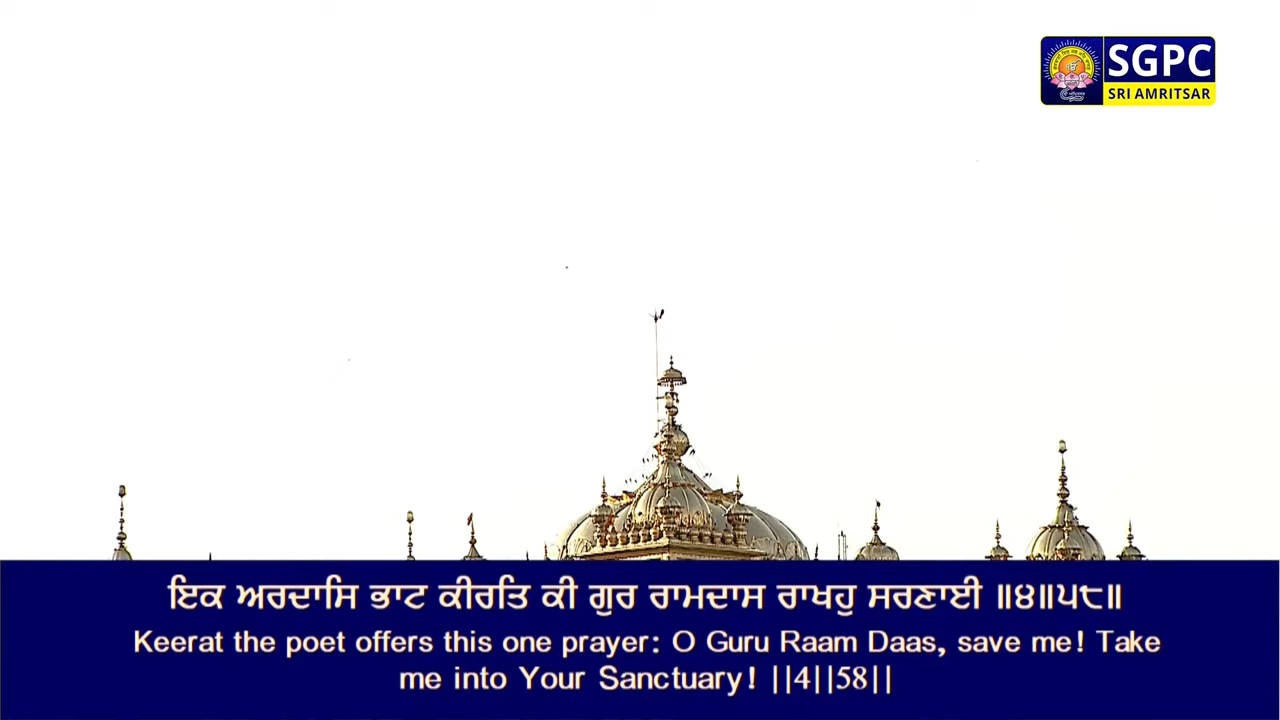 SGPC
SRI AMRITSAR
ਇਕ ਅਰਦਾਸਿ ਭਾਟ ਕੀਰਤਿ ਕੀ ਗੁਰ ਰਾਮਦਾਸ ਰਾਖਹੁ ਸਰਣਾਈ ॥੪॥੫੮॥
Keerat the poet offers this one prayer: O Guru Raam Daas, save me! Take
me into Your Sanctuary! ||4||58||